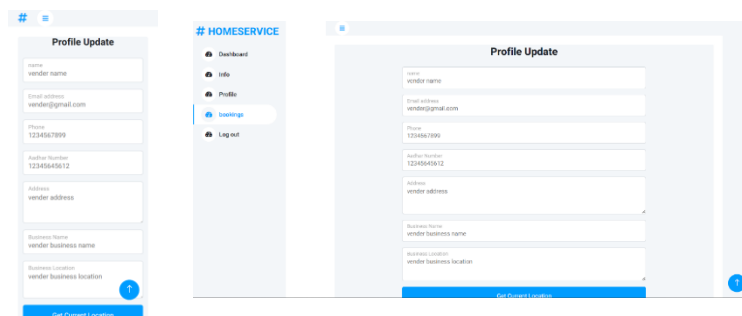 #
Profile Update
name
vender name
Email address
vender@gmail.com
Phone
1234567899
Aadhar Number
12345645612
Address
vender address
Business Name
vender business name
Business Location
vender business location
Get Current Location
# HOMESERVICE
Dashboard
Info
Profile
bookings
Log out
Profile Update
name
vender name
Email address
vender@gmail.com
Phone
1234567899
Aadhar Number
12345645612
Address
vender address
Business Name
vender business name
Business Location
vender business location
Get Current Location